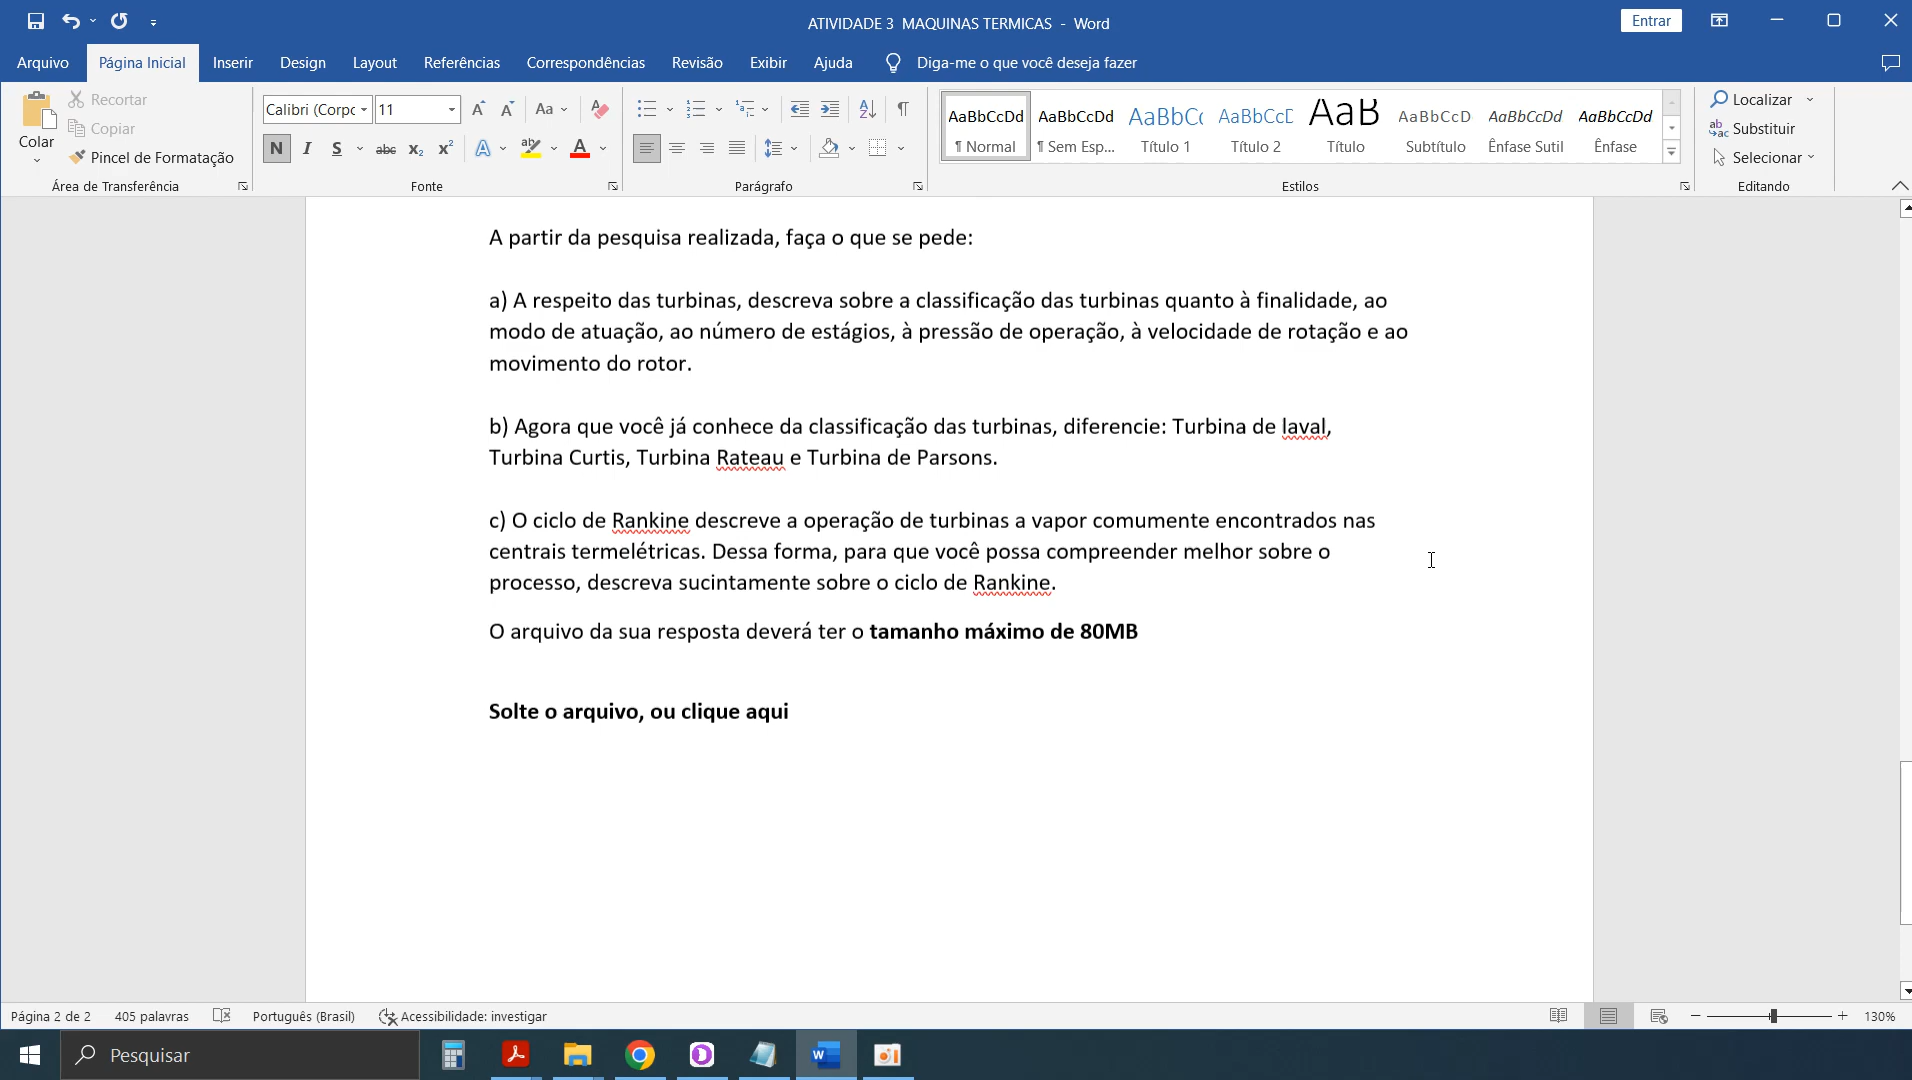 ATIVIDADE 3 MAQUINAS TERMICAS - Word
Entrar
Arquivo
Página Inicial
Inserir
Design
Layout
Referências
Correspondências
Revisão
Exibir
Ajuda
Diga-me o que você deseja fazer
Colar
Recortar
Copiar
Pincel de Formatação
Área de Transferência
Calibri (Corpo
11
Aa
N I S abc x₂ x²
A
A
Fonte
Parágrafo
AaBbCcDd
¶ Normal
AaBbCcDd
¶ Sem Esp...
AaBbCc
Título 1
AaBbCcC
Título 2
AaB
Título
AaBbCcD
Subtítulo
AaBbCcDd
Ênfase Sutil
AaBbCcDd
Ênfase
Estilos
Localizar
Substituir
Selecionar
Editando
A partir da pesquisa realizada, faça o que se pede:
a) A respeito das turbinas, descreva sobre a classificação das turbinas quanto à finalidade, ao
modo de atuação, ao número de estágios, à pressão de operação, à velocidade de rotação e ao
movimento do rotor.
b) Agora que você já conhece da classificação das turbinas, diferencie: Turbina de laval,
Turbina Curtis, Turbina Rateau e Turbina de Parsons.
c) O ciclo de Rankine descreve a operação de turbinas a vapor comumente encontrados nas
centrais termelétricas. Dessa forma, para que você possa compreender melhor sobre o
processo, descreva sucintamente sobre o ciclo de Rankine.
O arquivo da sua resposta deverá ter o tamanho máximo de 80MB
Solte o arquivo, ou clique aqui
Página 2 de 2
405 palavras
Português (Brasil)
Acessibilidade: investigar
130%
Pesquisar